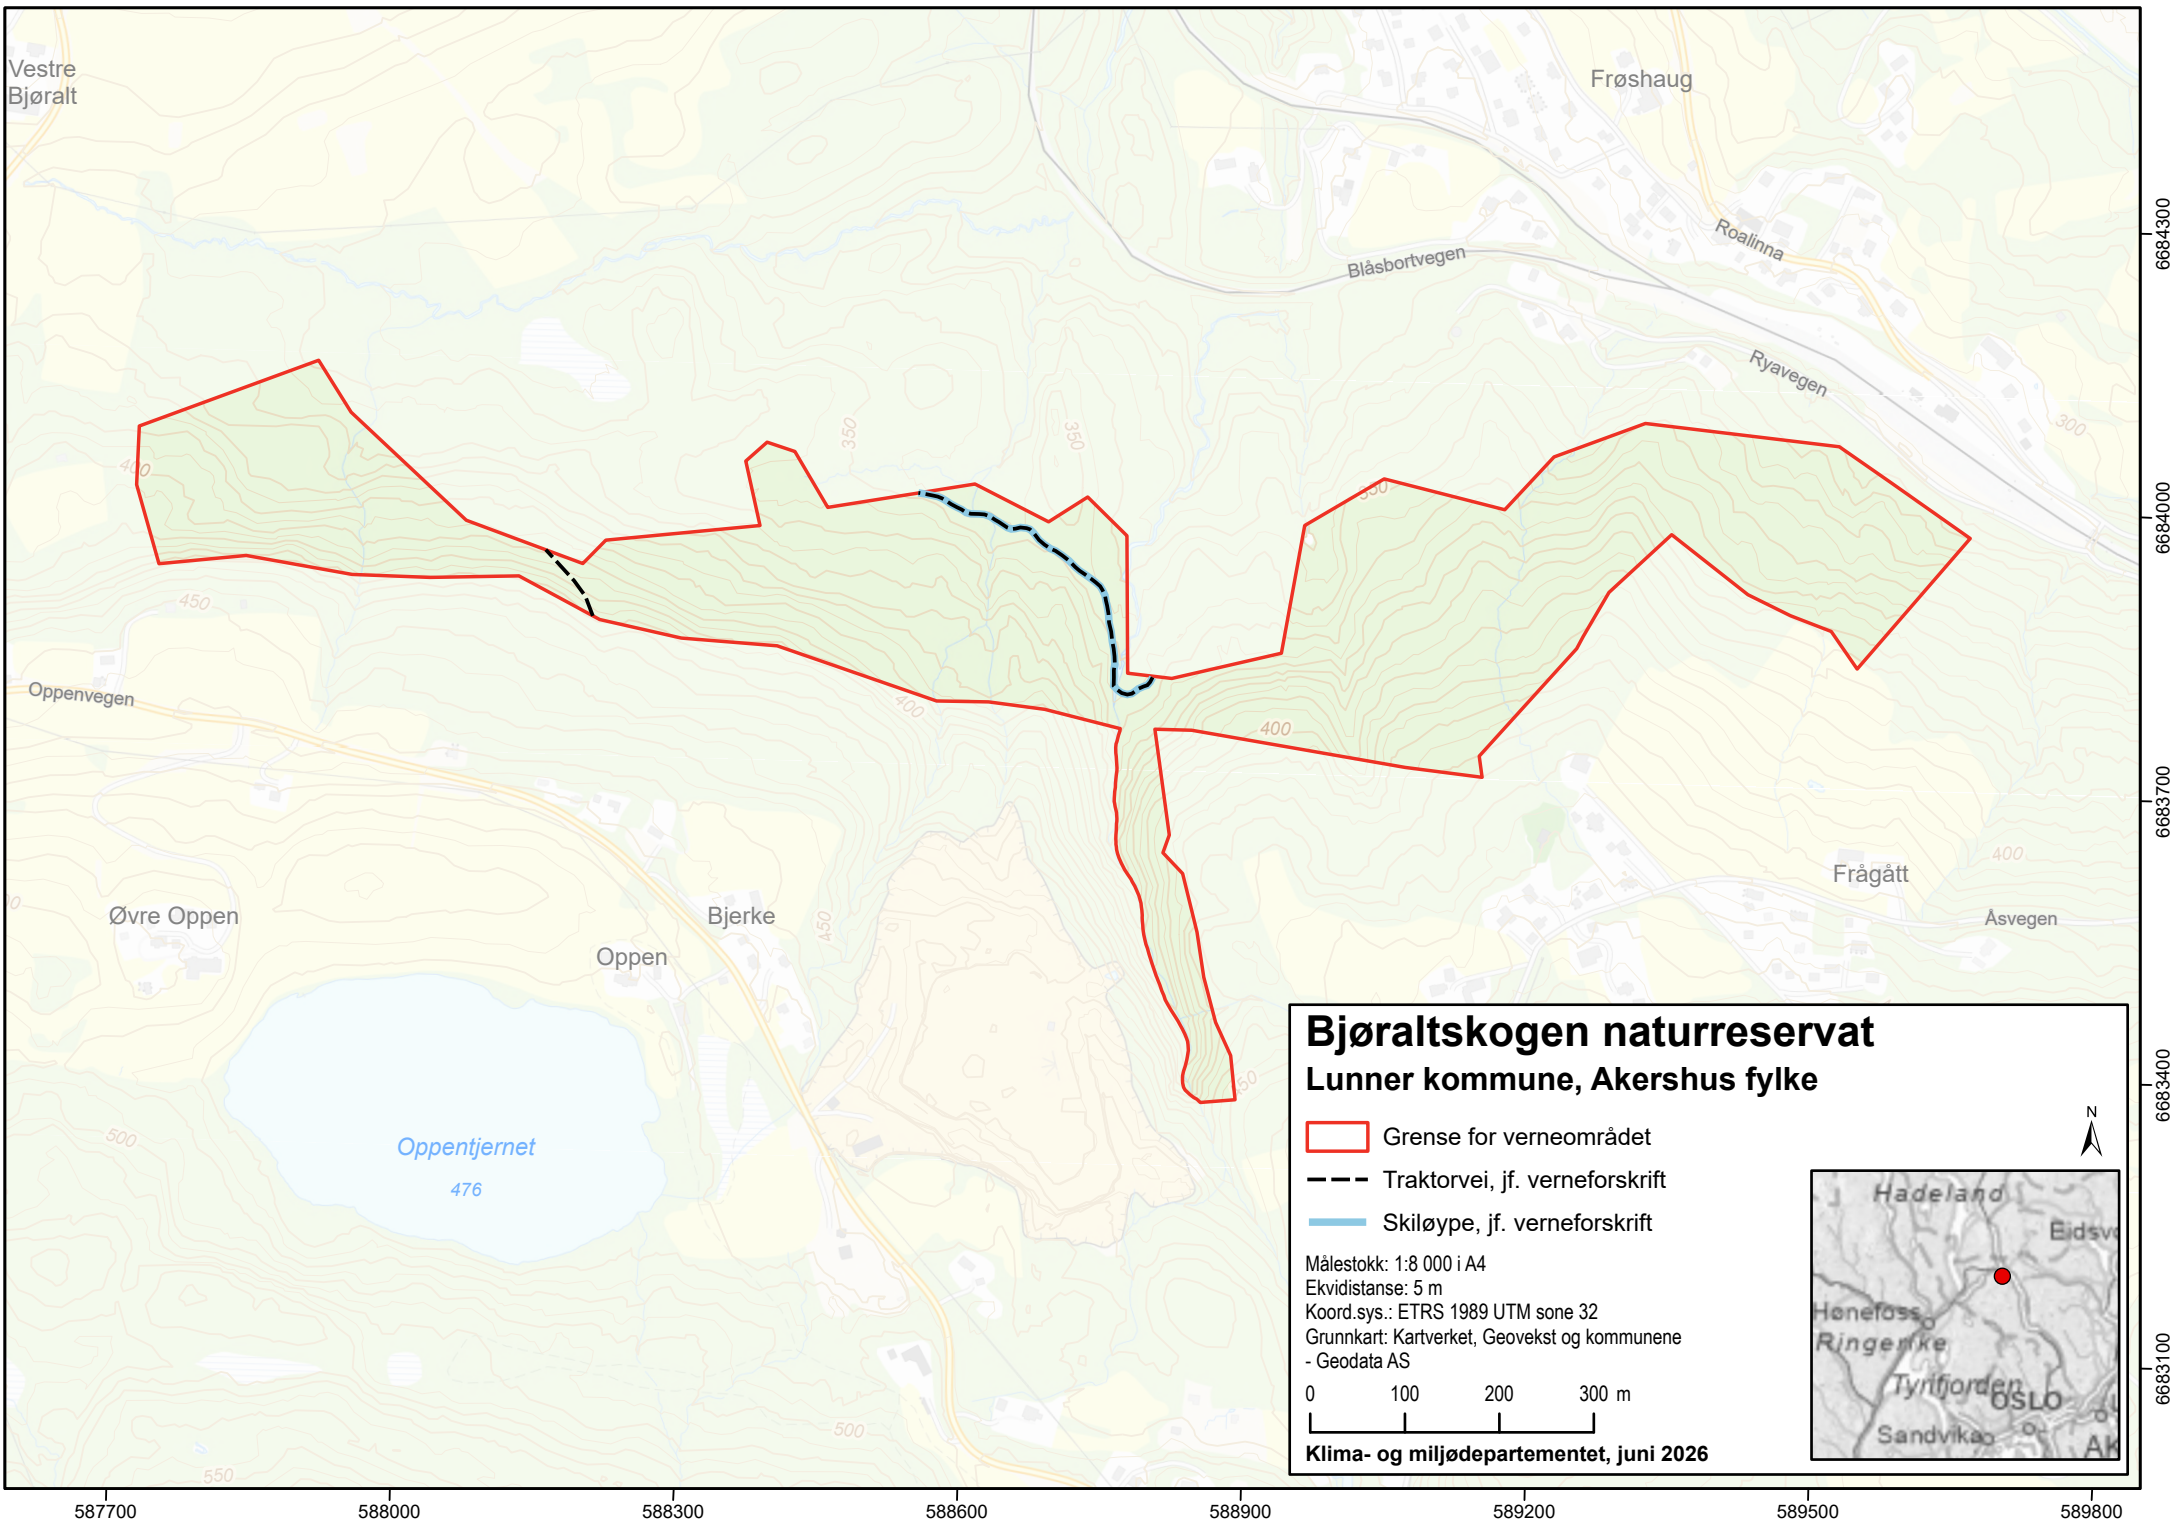 Vestre
Bjøralt
Frøshaug
Roalinna
Blåsbortvegen
Ryavegen
300
350
350
350
400
450
400
400
Oppenvegen
400
Frågått
Åsvegen
Øvre Oppen
Bjerke
Oppen
450
450
500
Oppentjernet
476
500
550
6684300
6684000
6683700
6683400
6683100
587700
588000
588300
588600
588900
589200
589500
589800
Bjøraltskogen naturreservat
Lunner kommune, Akershus fylke
Grense for verneområdet
Traktorvei, jf. verneforskrift
Skiløype, jf. verneforskrift
Målestokk: 1:8 000 i A4
Ekvidistanse: 5 m
Koord.sys.: ETRS 1989 UTM sone 32
Grunnkart: Kartverket, Geovekst og kommunene
- Geodata AS
0 100 200 300 m
Klima- og miljødepartementet, juni 2026
N
Hadeland
Eidsvo
Hønefoss
Ringerike
Tyrifjorden
OSLO
Sandvika
AK